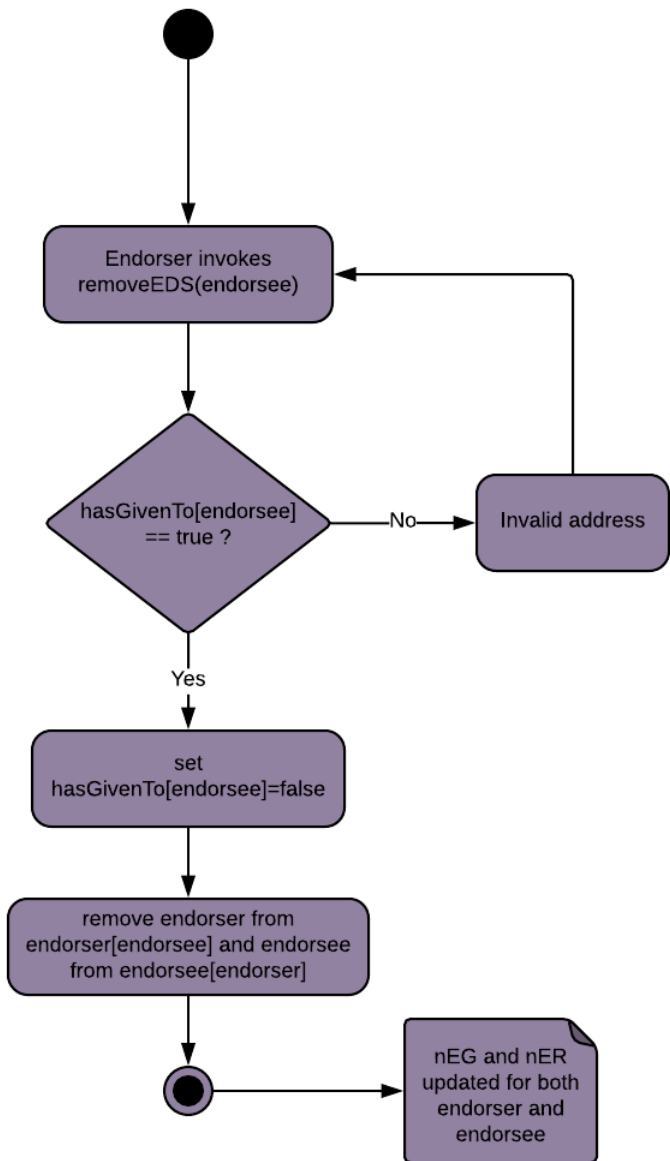 Endorser invokes
removeEDS(endorsee)
hasGivenTo[endorsee]
== true ?
No
Invalid address
Yes
set
hasGivenTo[endorsee]=false
remove endorser from
endorser[endorsee] and endorsee
from endorsee[endorser]
nEG and nER
updated for both
endorser and
endorsee